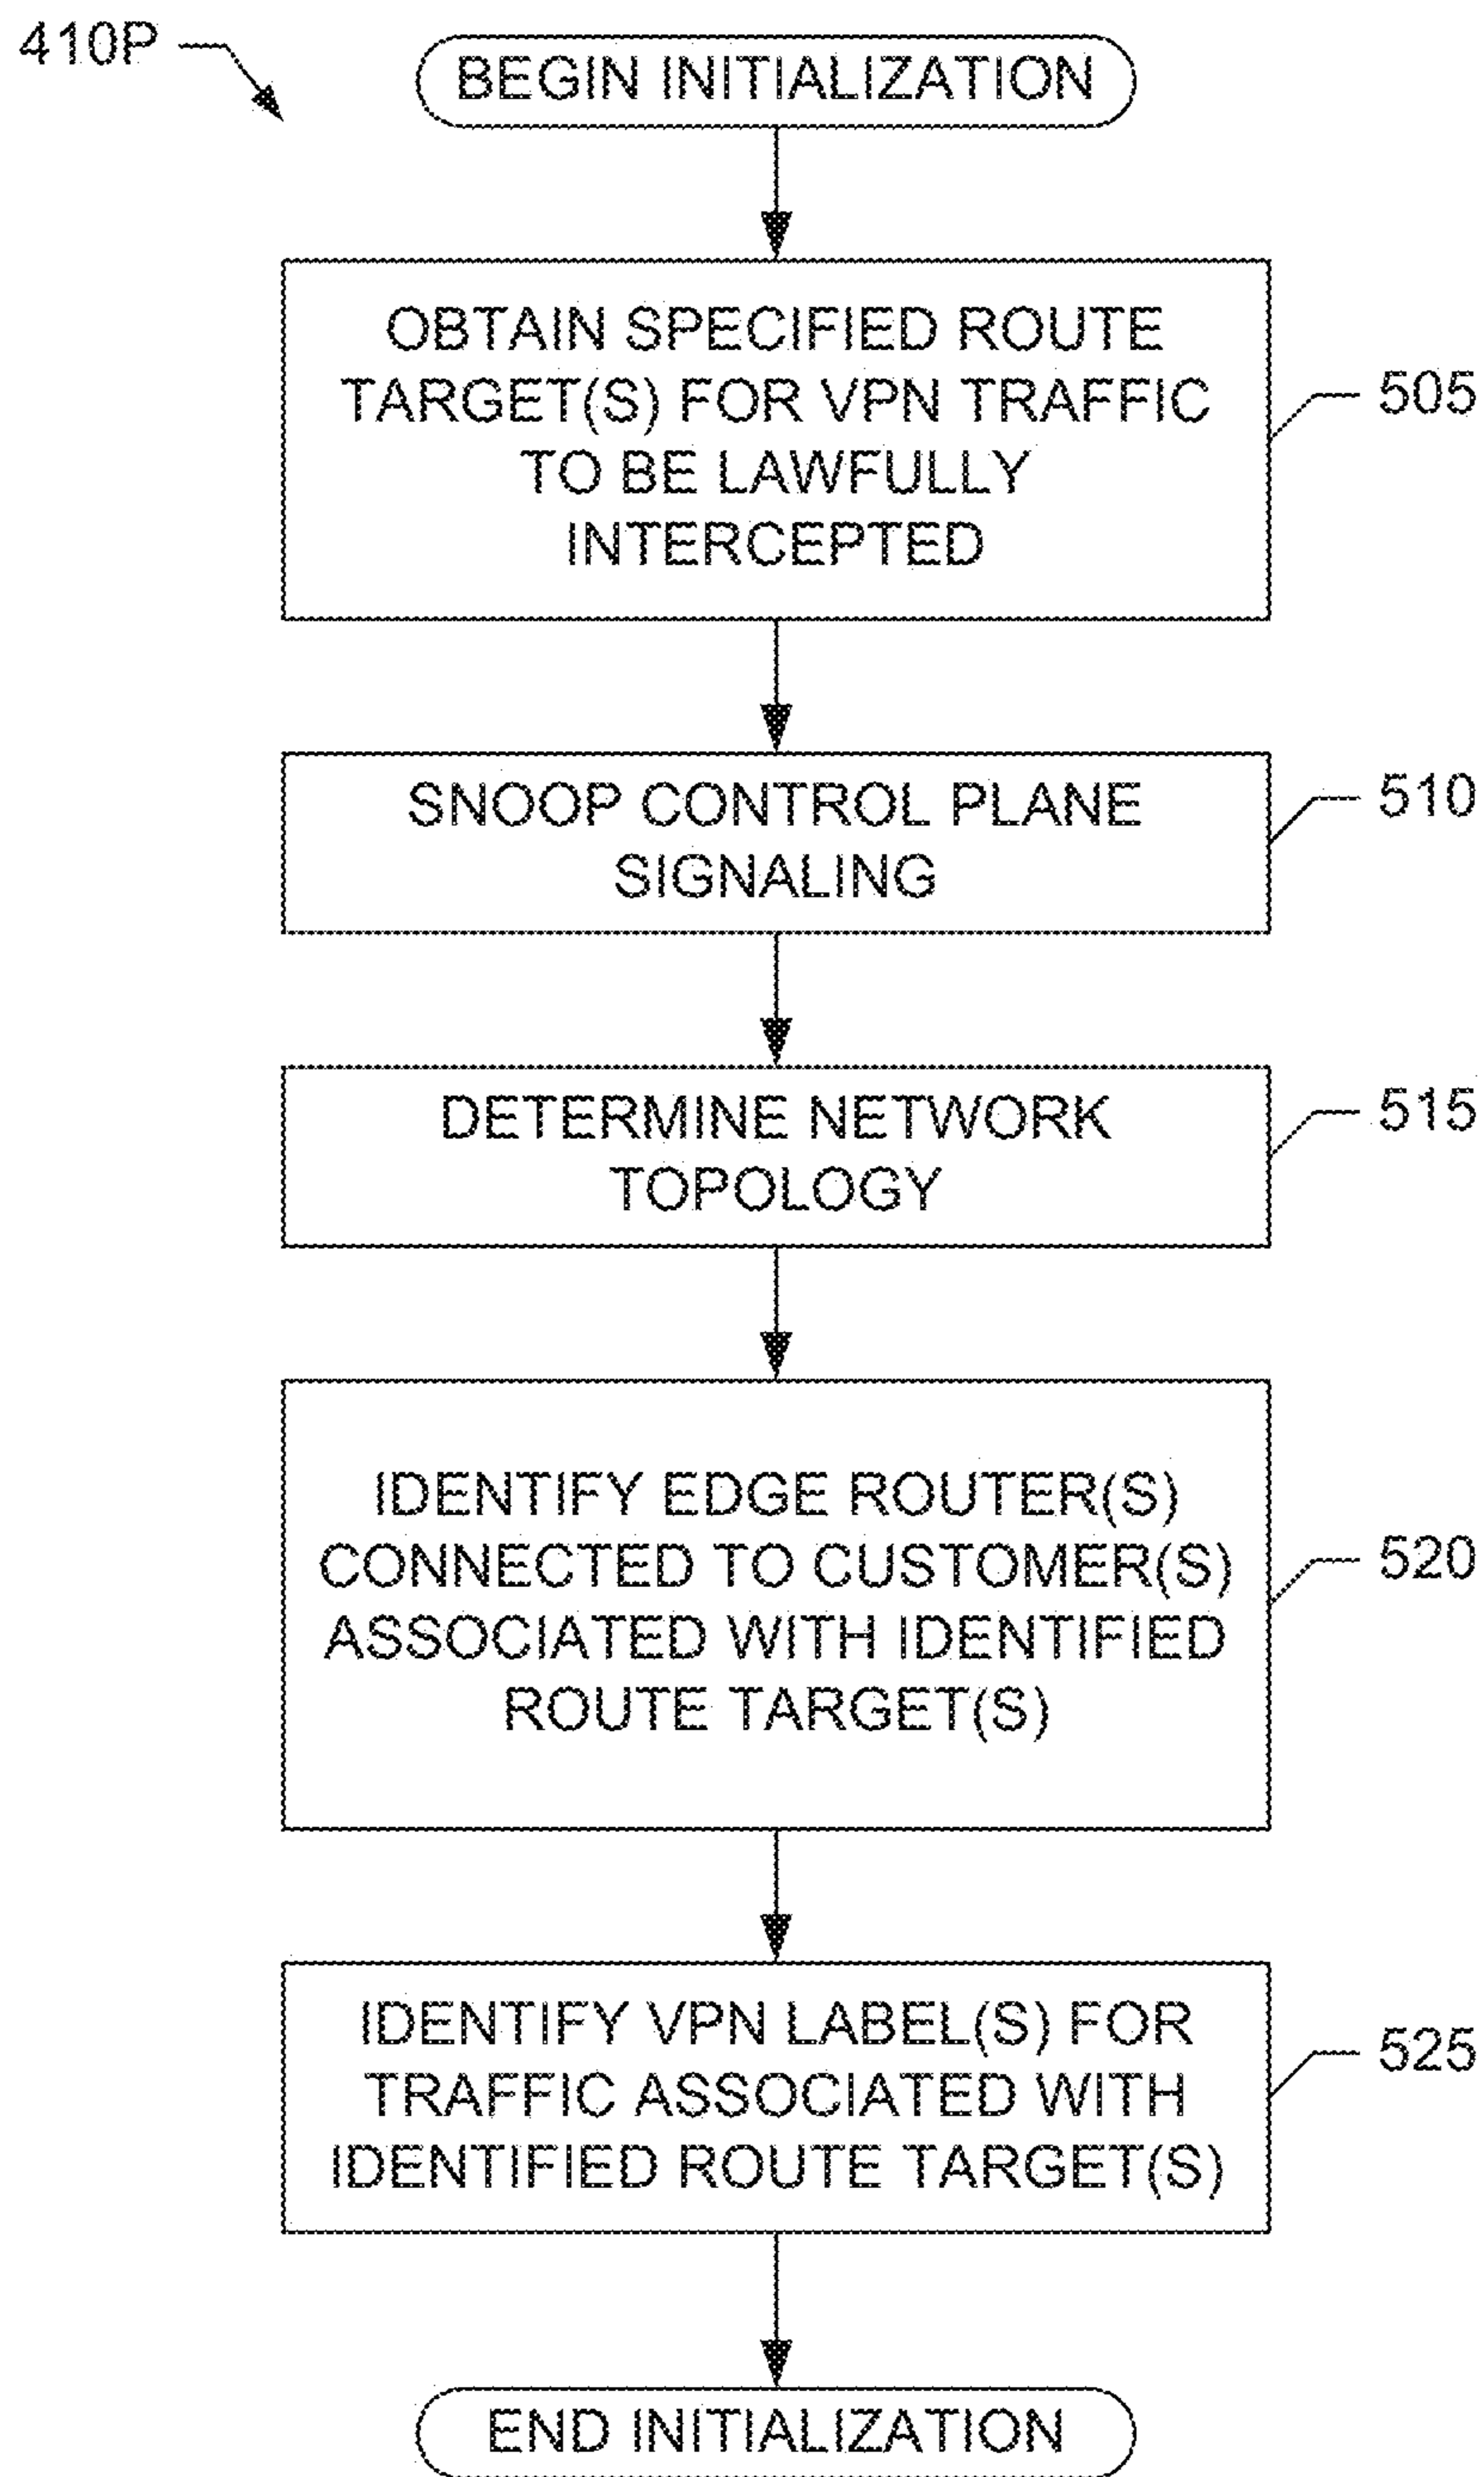 410P
BEGIN INITIALIZATION
OBTAIN SPECIFIED ROUTE
TARGET(S) FOR VPN TRAFFIC
TO BE LAWFULLY
INTERCEPTED
505
SNOOP CONTROL PLANE
SIGNALING
510
DETERMINE NETWORK
TOPOLOGY
515
IDENTIFY EDGE ROUTER(S)
CONNECTED TO CUSTOMER(S)
ASSOCIATED WITH IDENTIFIED
ROUTE TARGET(S)
520
IDENTIFY VPN LABEL(S) FOR
TRAFFIC ASSOCIATED WITH
IDENTIFIED ROUTE TARGET(S)
525
END INITIALIZATION